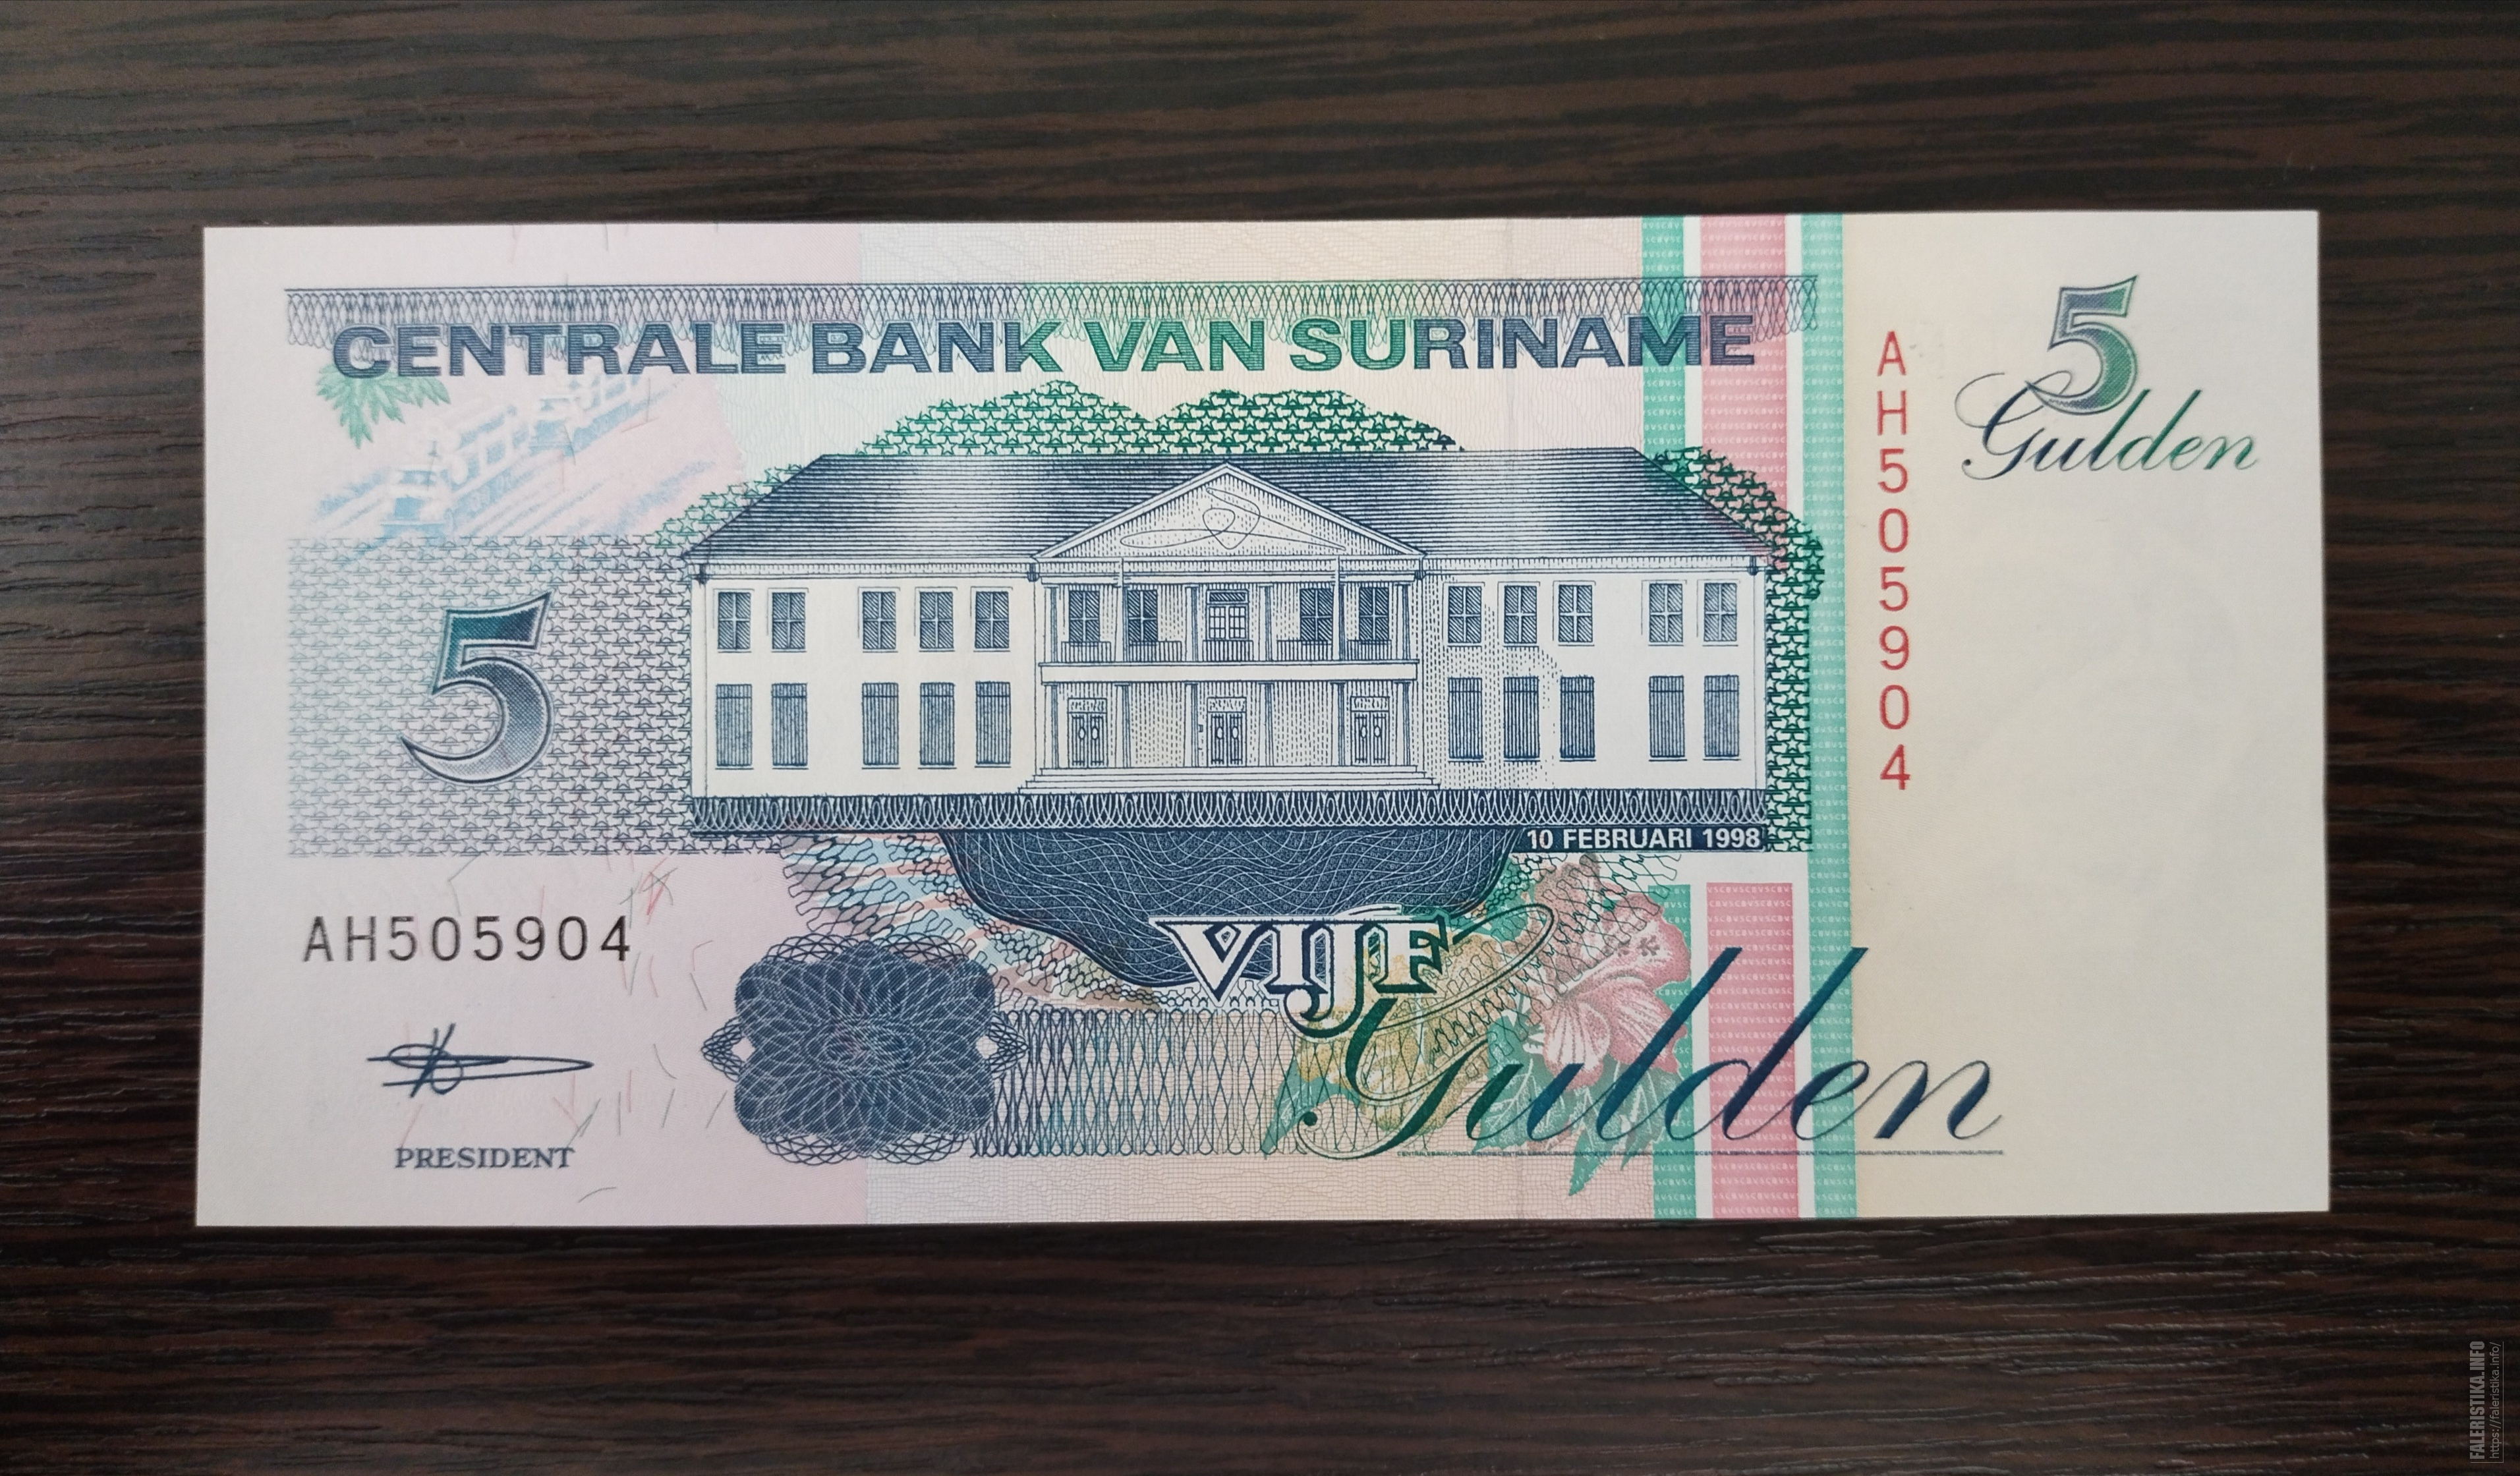 CENTRALE BANK VAN SURINAME
5
Gulden
AH505904
5
10 FEBRUARI 1998
AH505904
VIJF
Gulden
PRESIDENT
FALERISTIKA.INFO
https://faleristika.info/